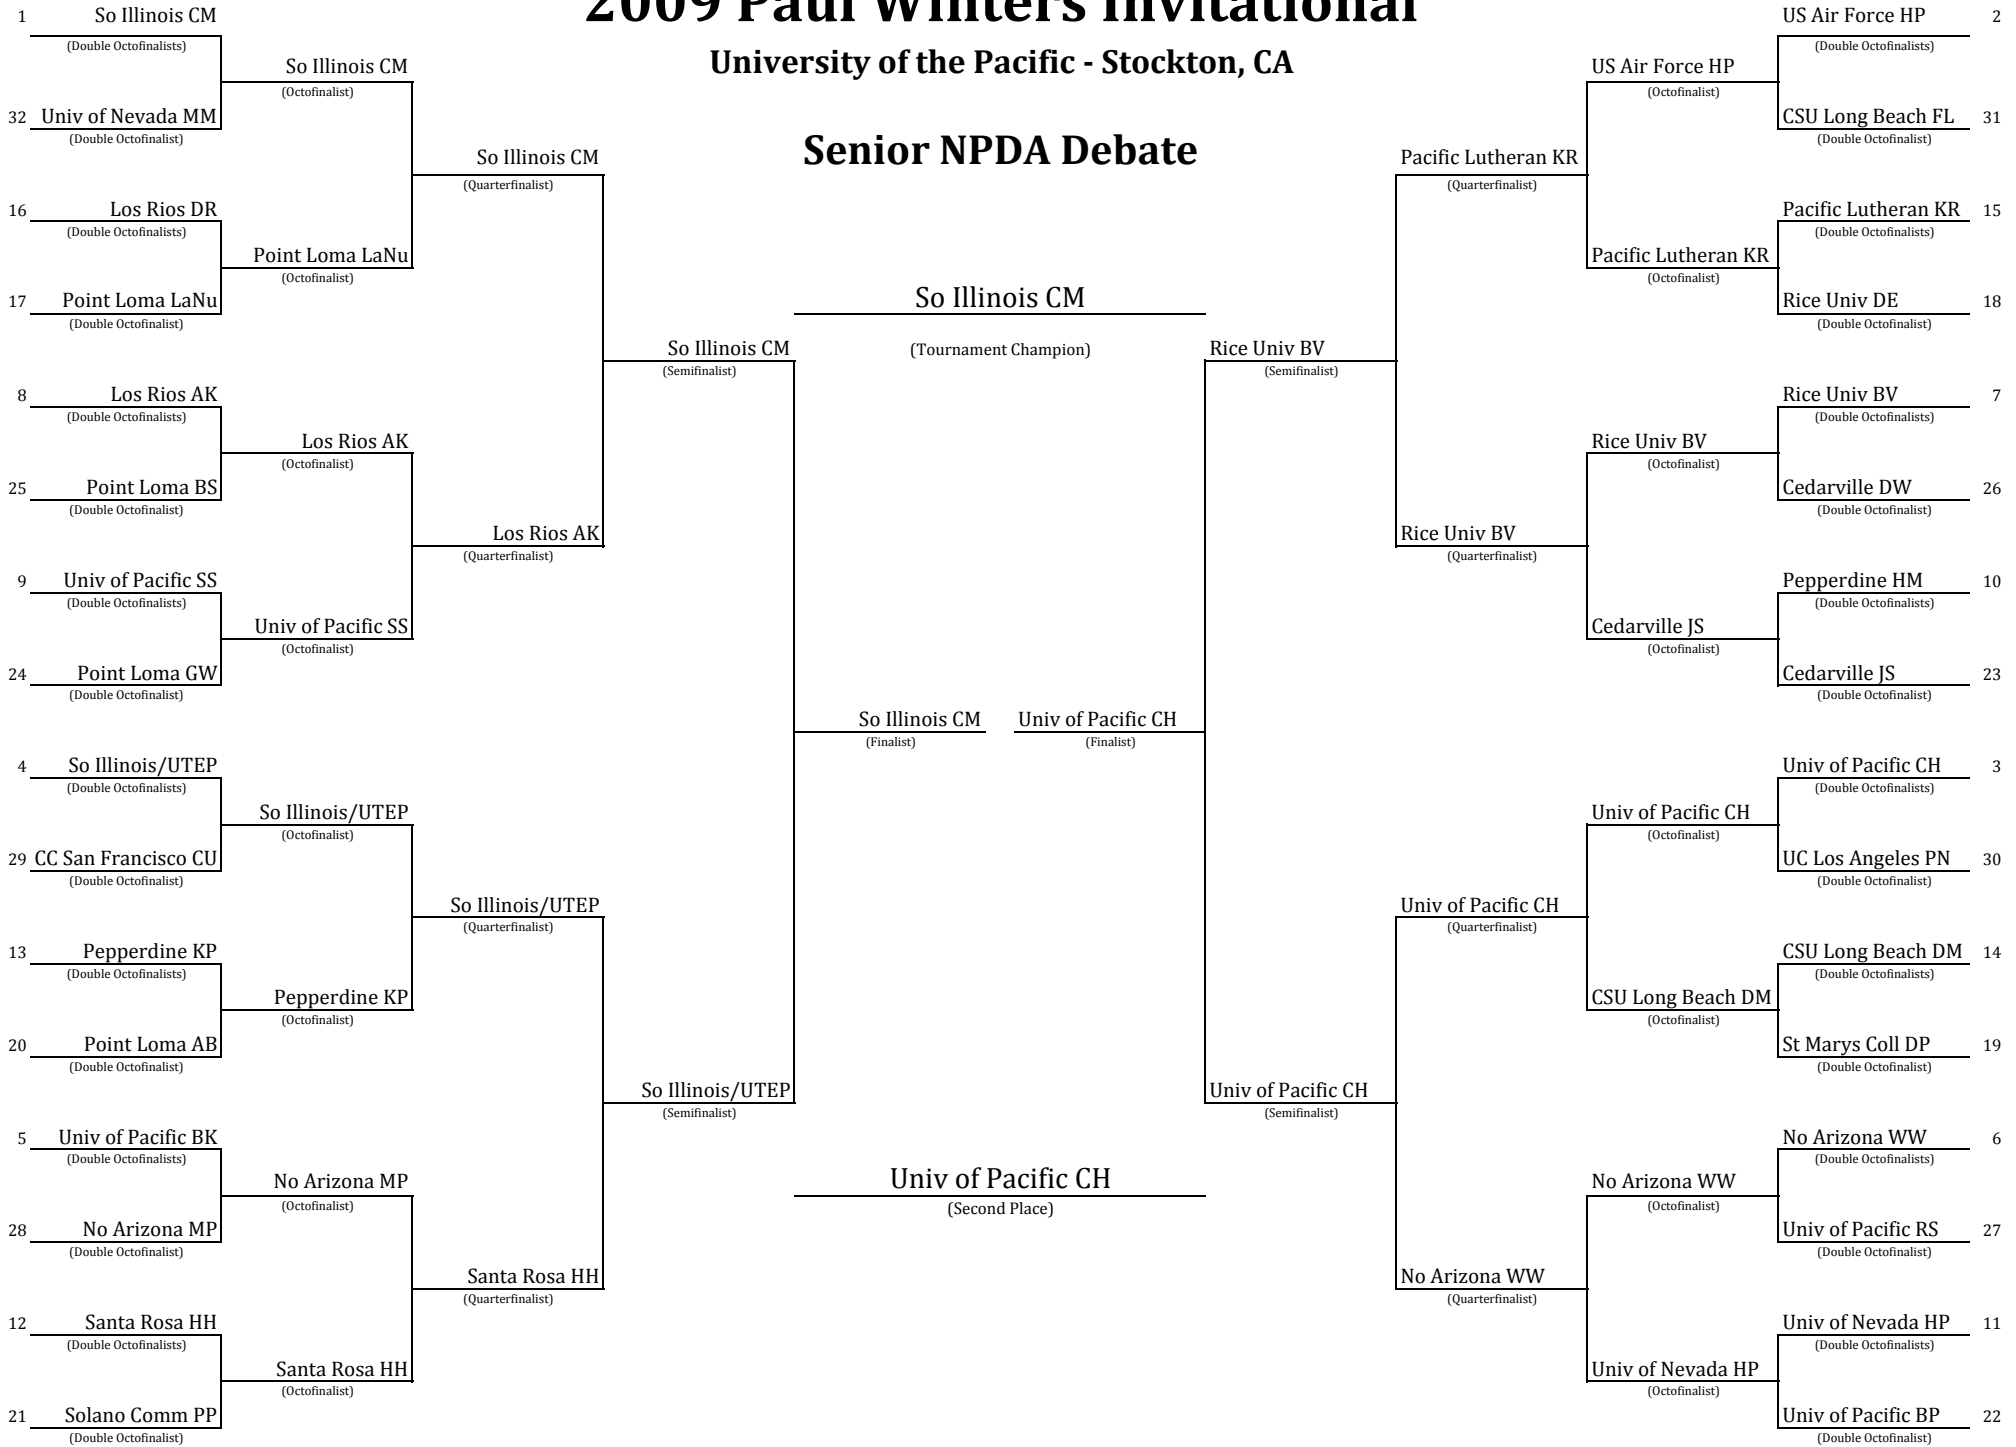 2009 Paul Winters Invitational
University of the Pacific - Stockton, CA
Senior NPDA Debate
1 So Illinois CM
(Double Octofinalists)
32 Univ of Nevada MM
(Double Octofinalist)
16 Los Rios DR
(Double Octofinalists)
17 Point Loma LaNu
(Double Octofinalist)
8 Los Rios AK
(Double Octofinalists)
25 Point Loma BS
(Double Octofinalist)
9 Univ of Pacific SS
(Double Octofinalists)
24 Point Loma GW
(Double Octofinalist)
4 So Illinois/UTEP
(Double Octofinalists)
29 CC San Francisco CU
(Double Octofinalist)
13 Pepperdine KP
(Double Octofinalists)
20 Point Loma AB
(Double Octofinalist)
5 Univ of Pacific BK
(Double Octofinalists)
28 No Arizona MP
(Double Octofinalist)
12 Santa Rosa HH
(Double Octofinalists)
21 Solano Comm PP
(Double Octofinalist)
So Illinois CM
(Octofinalist)
Point Loma LaNu
(Octofinalist)
Los Rios AK
(Octofinalist)
Univ of Pacific SS
(Octofinalist)
So Illinois/UTEP
(Octofinalist)
Pepperdine KP
(Octofinalist)
No Arizona MP
(Octofinalist)
Santa Rosa HH
(Octofinalist)
So Illinois CM
(Quarterfinalist)
Los Rios AK
(Quarterfinalist)
So Illinois/UTEP
(Quarterfinalist)
Santa Rosa HH
(Quarterfinalist)
So Illinois CM
(Semifinalist)
So Illinois/UTEP
(Semifinalist)
So Illinois CM
(Tournament Champion)
So Illinois CM
(Finalist)
Univ of Pacific CH
(Finalist)
Univ of Pacific CH
(Second Place)
Rice Univ BV
(Semifinalist)
Univ of Pacific CH
(Semifinalist)
Pacific Lutheran KR
(Quarterfinalist)
Rice Univ BV
(Quarterfinalist)
Univ of Pacific CH
(Quarterfinalist)
No Arizona WW
(Quarterfinalist)
US Air Force HP
(Octofinalist)
Pacific Lutheran KR
(Octofinalist)
Rice Univ BV
(Octofinalist)
Cedarville JS
(Octofinalist)
Univ of Pacific CH
(Octofinalist)
CSU Long Beach DM
(Octofinalist)
No Arizona WW
(Octofinalist)
Univ of Nevada HP
(Octofinalist)
US Air Force HP 2
(Double Octofinalists)
CSU Long Beach FL 31
(Double Octofinalist)
Pacific Lutheran KR 15
(Double Octofinalists)
Rice Univ DE 18
(Double Octofinalist)
Rice Univ BV 7
(Double Octofinalists)
Cedarville DW 26
(Double Octofinalist)
Pepperdine HM 10
(Double Octofinalists)
Cedarville JS 23
(Double Octofinalist)
Univ of Pacific CH 3
(Double Octofinalists)
UC Los Angeles PN 30
(Double Octofinalist)
CSU Long Beach DM 14
(Double Octofinalists)
St Marys Coll DP 19
(Double Octofinalist)
No Arizona WW 6
(Double Octofinalists)
Univ of Pacific RS 27
(Double Octofinalist)
Univ of Nevada HP 11
(Double Octofinalists)
Univ of Pacific BP 22
(Double Octofinalist)